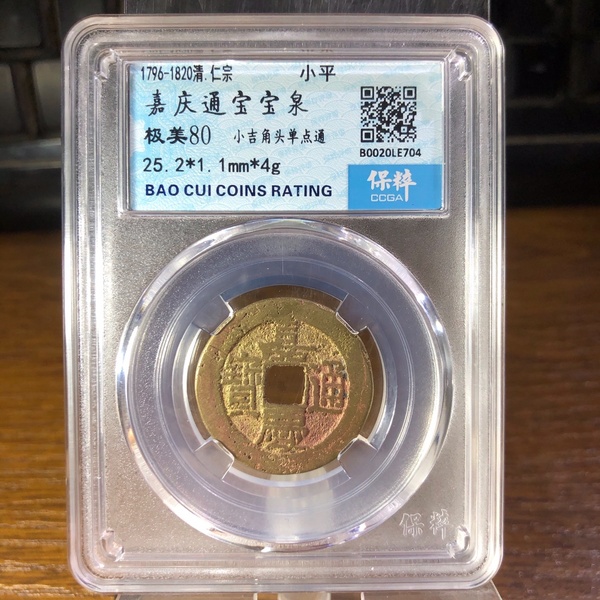 1796-1820清.仁宗 小平
嘉庆通宝宝泉
极美80 小吉角头单点通
B0020LE704
25.2*1.1mm*4g
BAO CUI COINS RATING
保粹
CCGA
嘉慶通寶
保粹